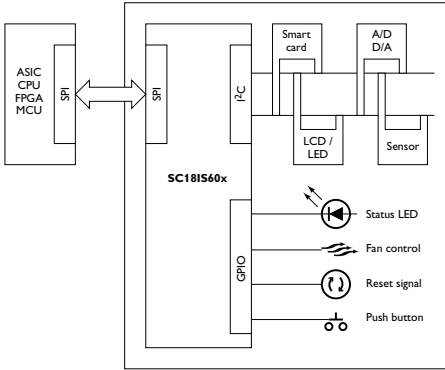 ASIC
CPU
FPGA
MCU
SPI
SPI
SC18IS60x
I²C
GPIO
Smart
card
A/D
D/A
LCD /
LED
Sensor
Status LED
Fan control
Reset signal
Push button